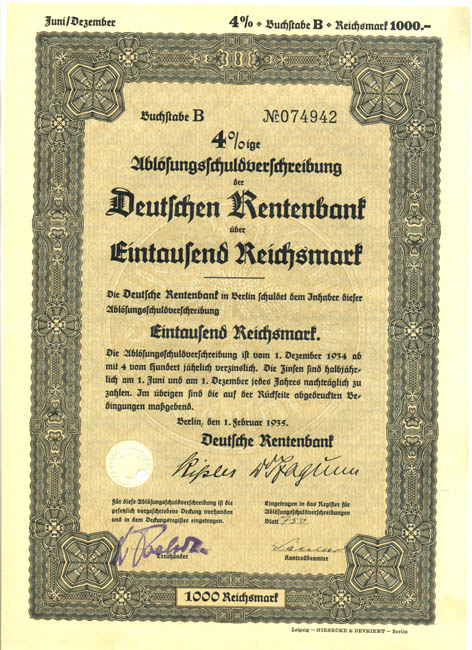 Juni/Dezember
4% ⬥ Buchstabe B ⬥ Reichsmark 1000.–
Buchstabe B
№ 074942
4% ige
Ablösungsschuldverschreibung
der
Deutschen Rentenbank
über
Eintausend Reichsmark
Die Deutsche Rentenbank in Berlin schuldet dem Inhaber dieser
Ablösungsschuldverschreibung
Eintausend Reichsmark.
Die Ablösungsschuldverschreibung ist vom 1. Dezember 1934 ab
mit 4 vom Hundert jährlich verzinslich. Die Zinsen sind halbjähr-
lich am 1. Juni und am 1. Dezember jedes Jahres nachträglich zu
zahlen. Im übrigen sind die auf der Rückseite abgedruckten Be-
dingungen maßgebend.
Berlin, den 1. Februar 1935.
Deutsche Rentenbank
Für diese Ablösungsschuldverschreibung ist die
gesetzlich vorgeschriebene Deckung vorhanden
und in dem Deckungsregister eingetragen.
Treuhänder
Eingetragen in das Register für
Ablösungsschuldverschreibungen
Blatt
Kontrollbeamter
1000 Reichsmark
Leipzig — GIESECKE & DEVRIENT — Berlin